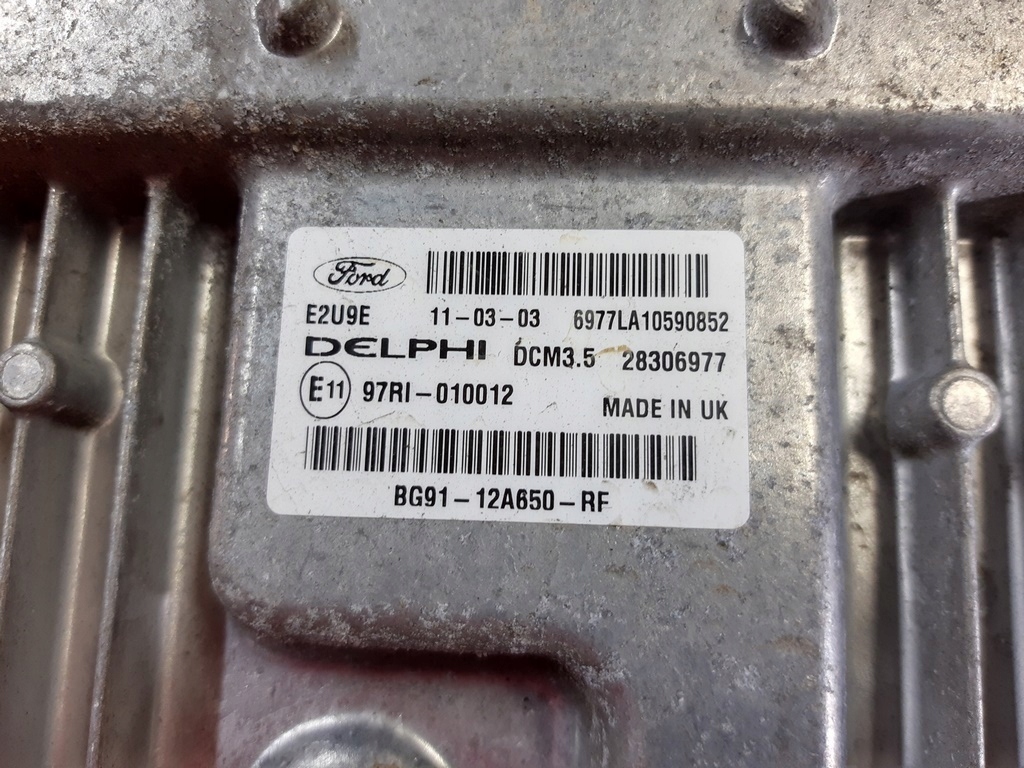 Ford
E2U9E 11-03-03 6977LA10590852
DELPHI DCM3.5 28306977
E11 97RI-010012 MADE IN UK
BG91-12A650-RF